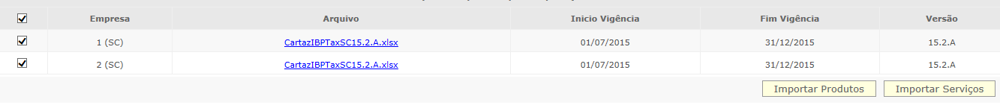 Empresa Arquivo Inicio Vigência Fim Vigência Versão
1 (SC) CartazIBPTaxSC15.2.A.xlsx 01/07/2015 31/12/2015 15.2.A
2 (SC) CartazIBPTaxSC15.2.A.xlsx 01/07/2015 31/12/2015 15.2.A
Importar Produtos Importar Serviços